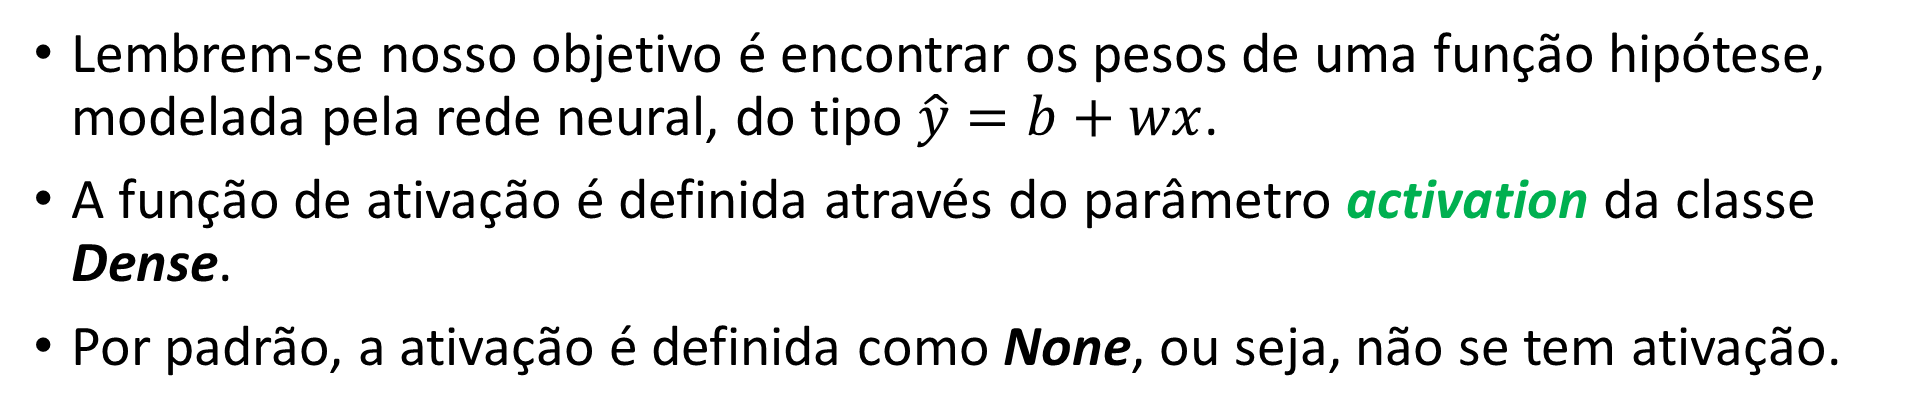 • Lembrem-se nosso objetivo é encontrar os pesos de uma função hipótese,
modelada pela rede neural, do tipo ŷ = b + wx.
• A função de ativação é definida através do parâmetro activation da classe
Dense.
• Por padrão, a ativação é definida como None, ou seja, não se tem ativação.